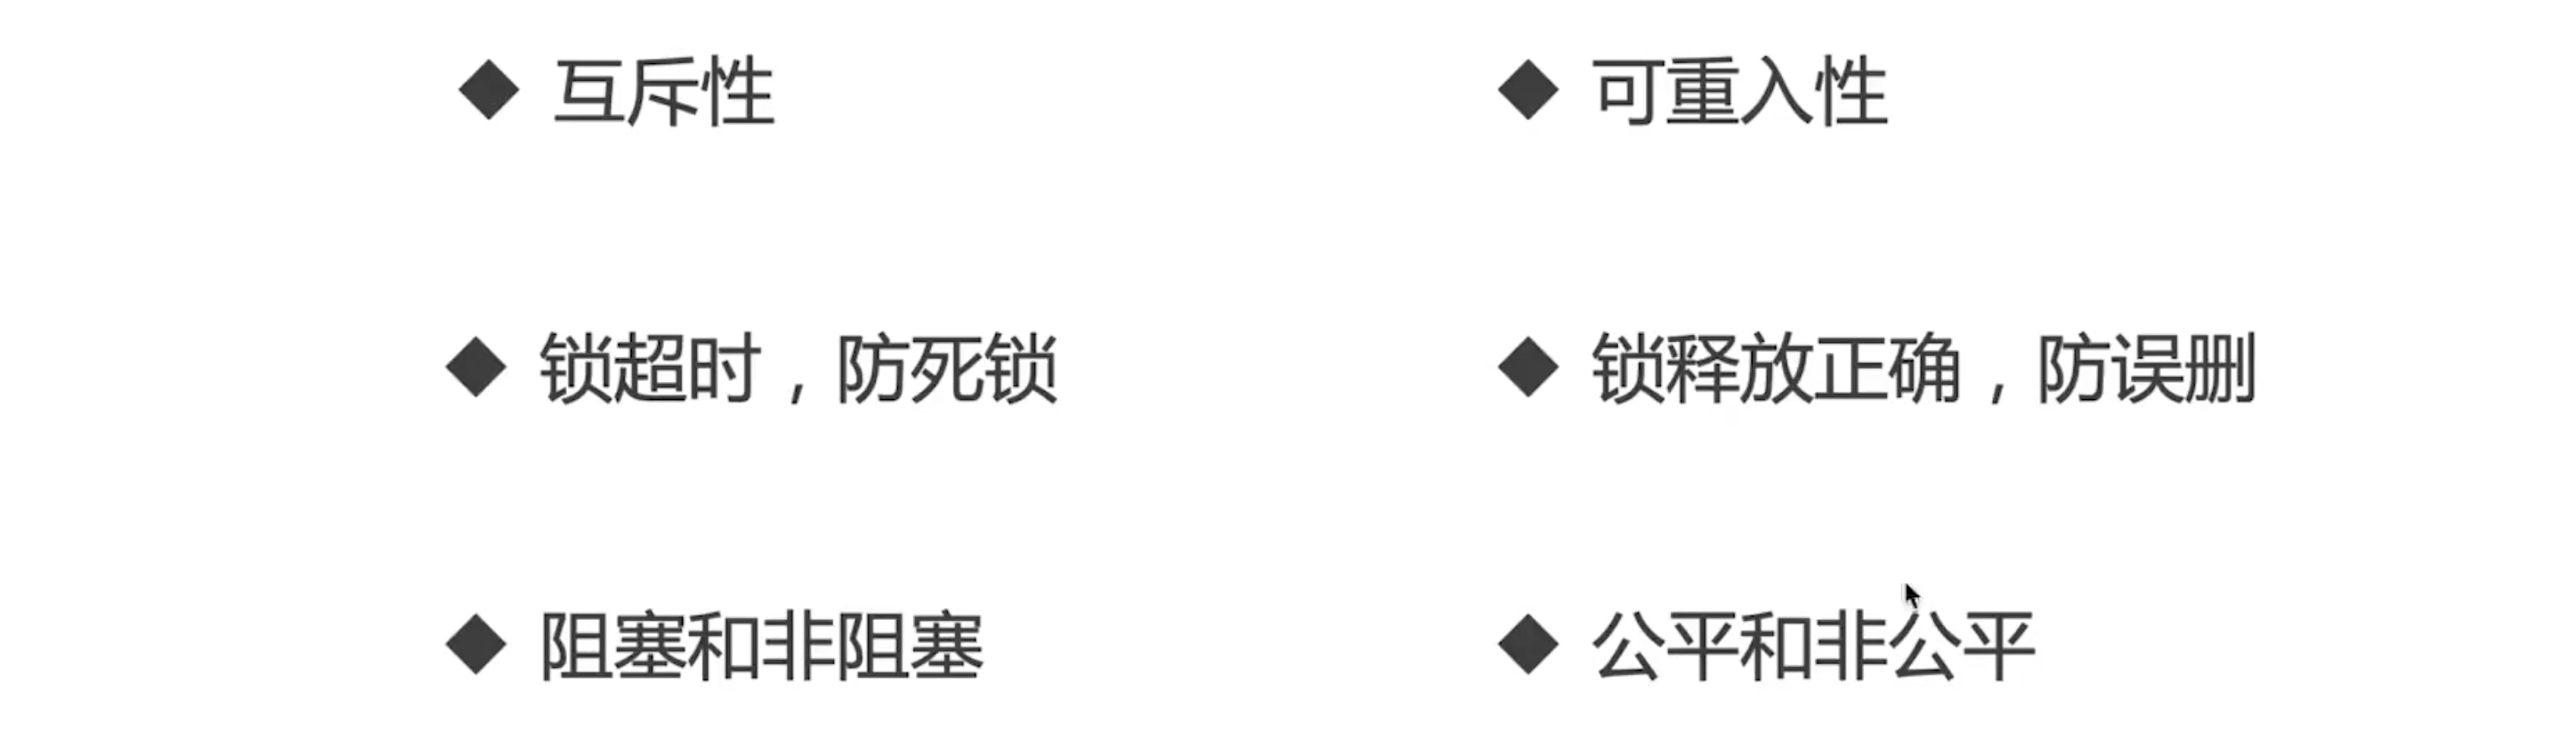 ◆ 互斥性
◆ 可重入性
◆ 锁超时，防死锁
◆ 锁释放正确，防误删
◆ 阻塞和非阻塞
◆ 公平和非公平